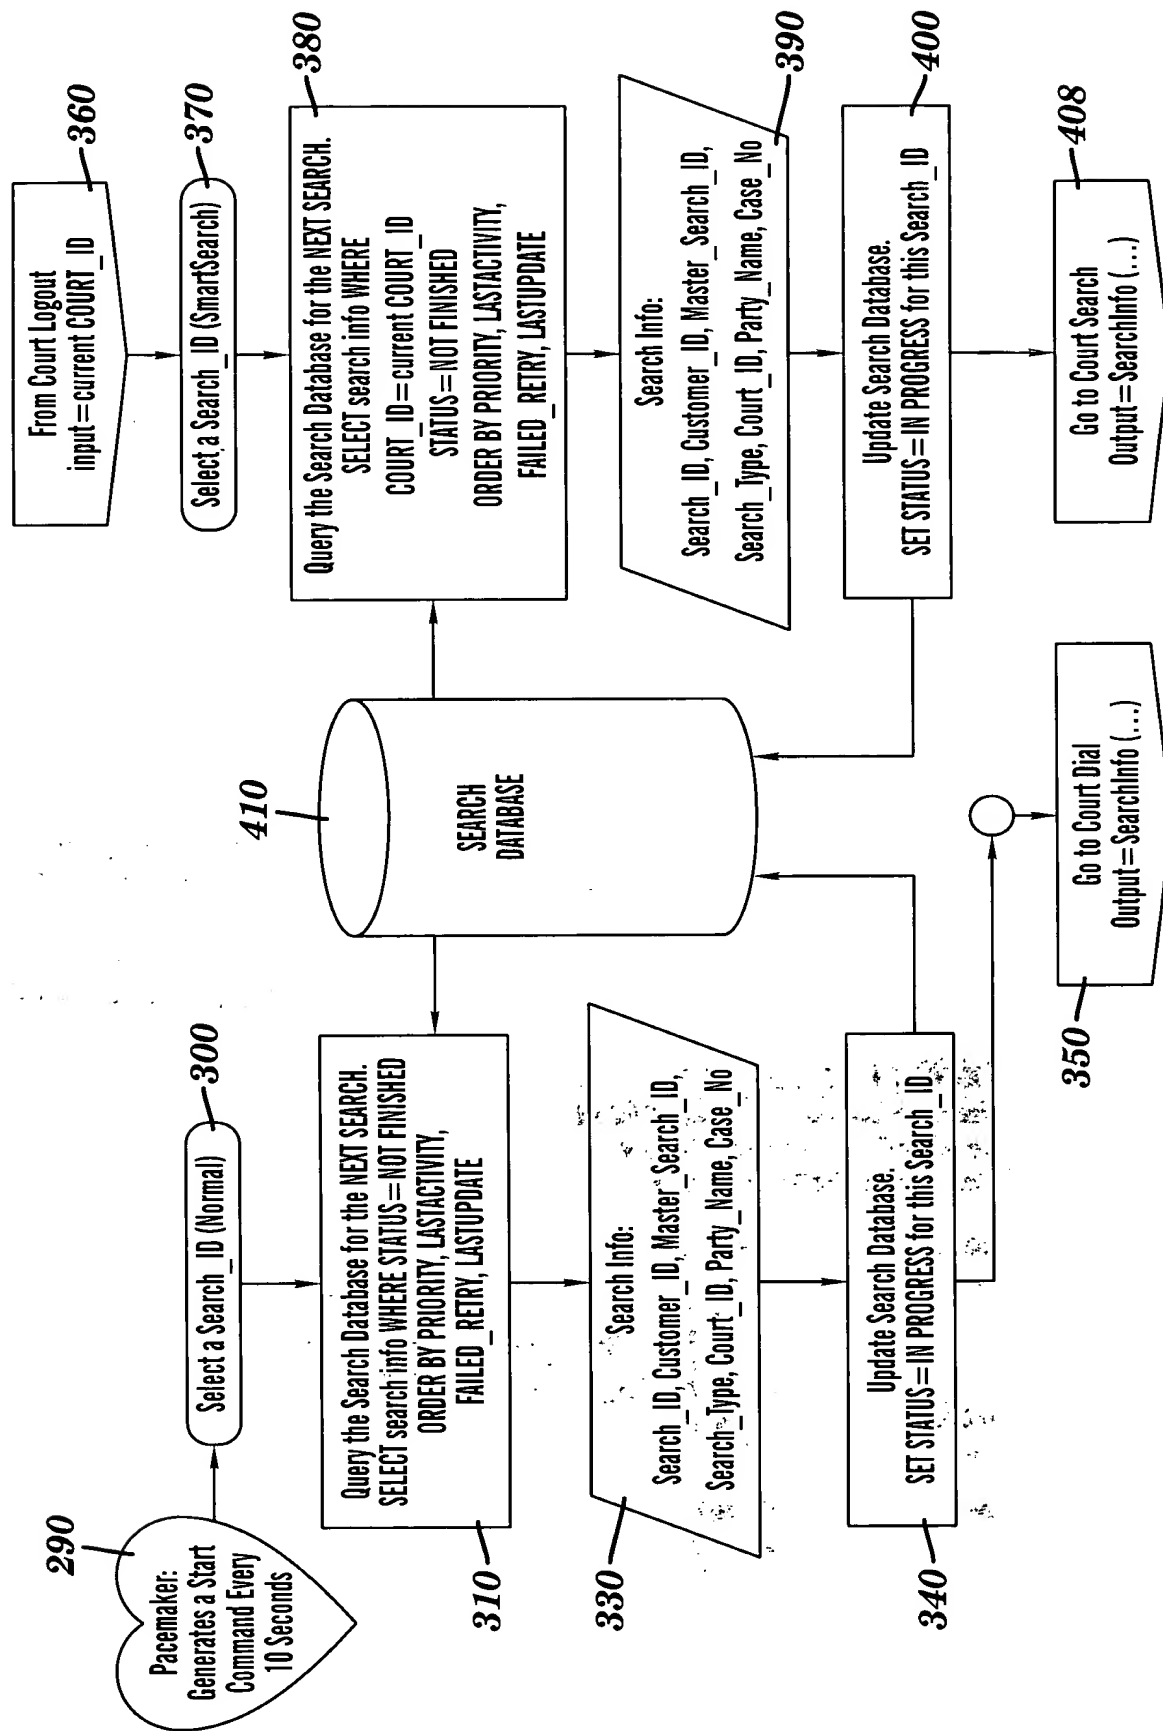 290
Pacemaker:
Generates a Start
Command Every
10 Seconds
300
Select a Search_ID (Normal)
310
Query the Search Database for the NEXT SEARCH.
SELECT search info WHERE STATUS=NOT FINISHED
ORDER BY PRIORITY, LASTACTIVITY,
FAILED_RETRY, LASTUPDATE
330
Search Info:
Search_ID, Customer_ID, Master_Search_ID,
Search_Type, Court_ID, Party_Name, Case_No
340
Update Search Database.
SET STATUS=IN PROGRESS for this Search_ID
350
Go to Court Dial
Output=SearchInfo (...)
410
SEARCH
DATABASE
360
From Court Logout
input=current COURT_ID
370
Select a Search_ID (SmartSearch)
380
Query the Search Database for the NEXT SEARCH.
SELECT search info WHERE
COURT_ID=current COURT_ID
STATUS=NOT FINISHED
ORDER BY PRIORITY, LASTACTIVITY,
FAILED_RETRY, LASTUPDATE
390
Search Info:
Search_ID, Customer_ID, Master_Search_ID,
Search_Type, Court_ID, Party_Name, Case_No
400
Update Search Database.
SET STATUS=IN PROGRESS for this Search_ID
408
Go to Court Search
Output=SearchInfo (...)